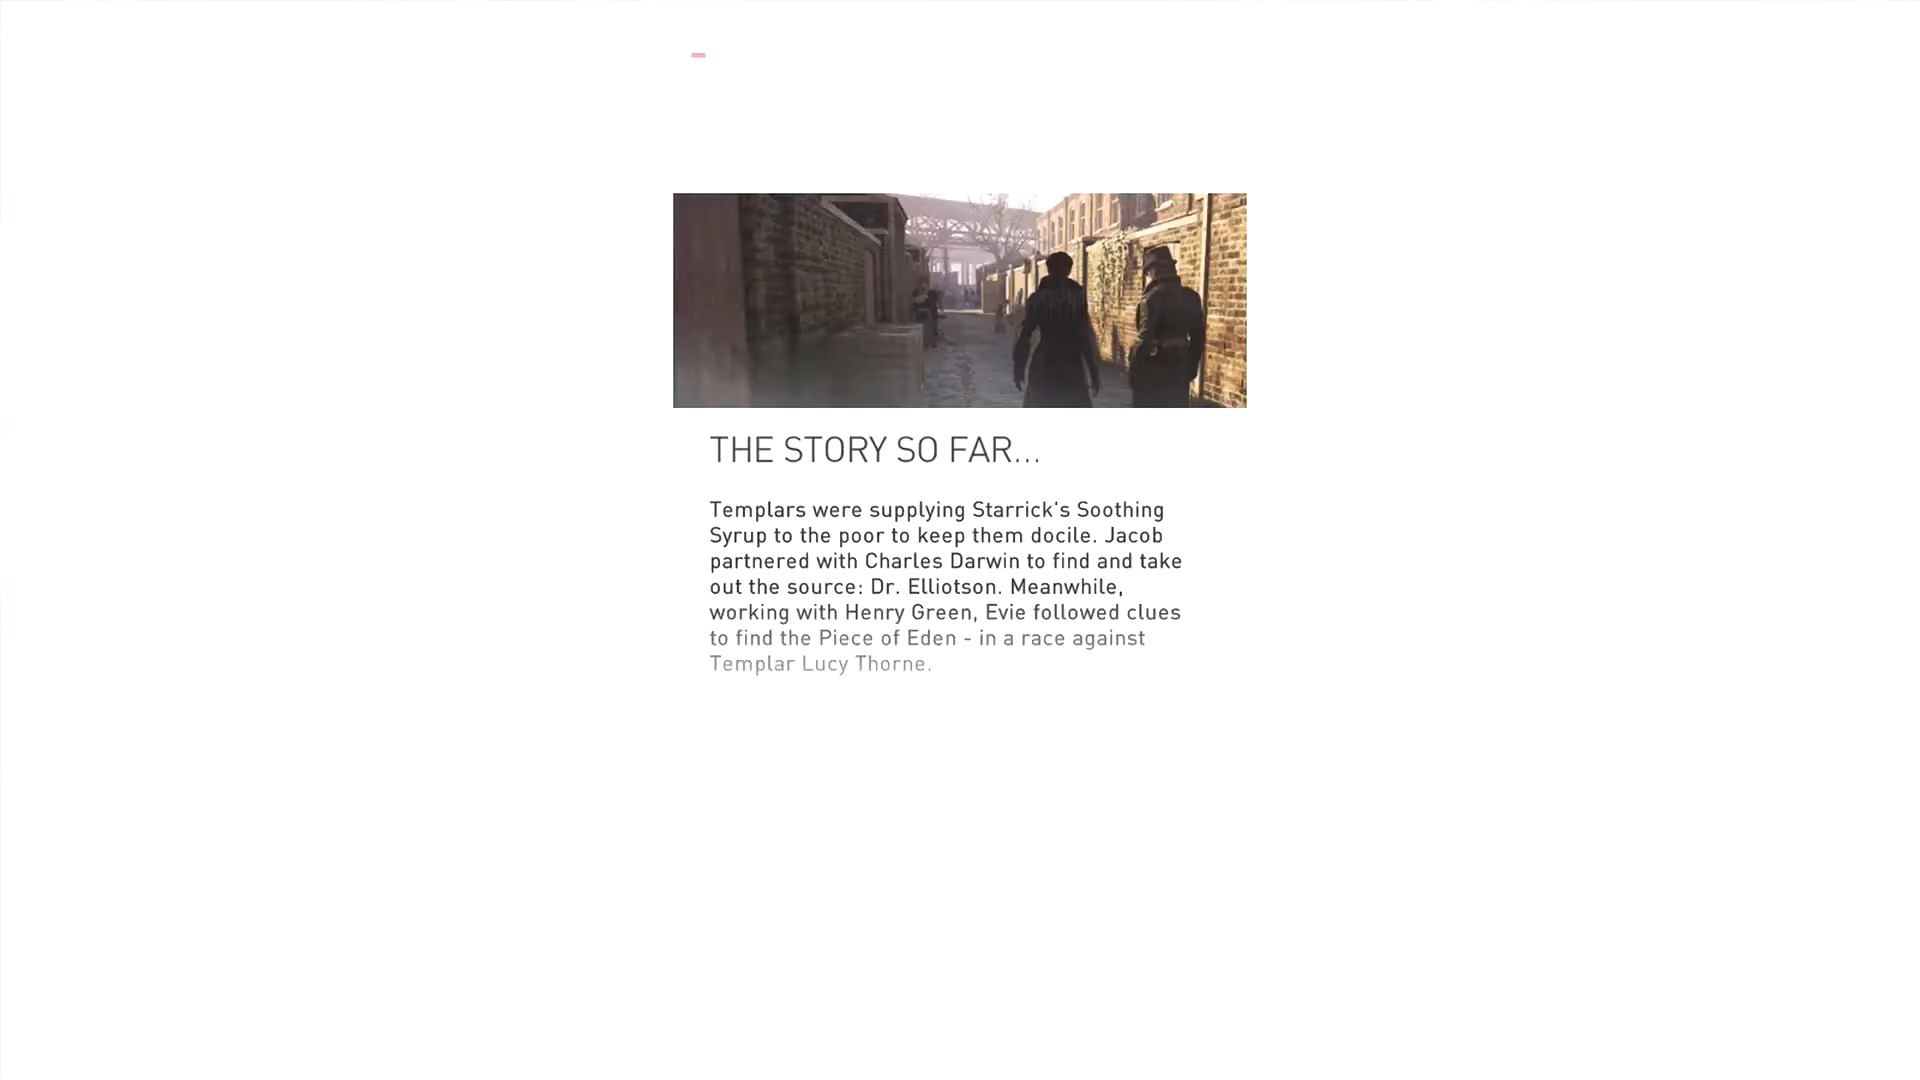 THE STORY SO FAR...
Templars were supplying Starrick's Soothing
Syrup to the poor to keep them docile. Jacob
partnered with Charles Darwin to find and take
out the source: Dr. Elliotson. Meanwhile,
working with Henry Green, Evie followed clues
to find the Piece of Eden - in a race against
Templar Lucy Thorne.